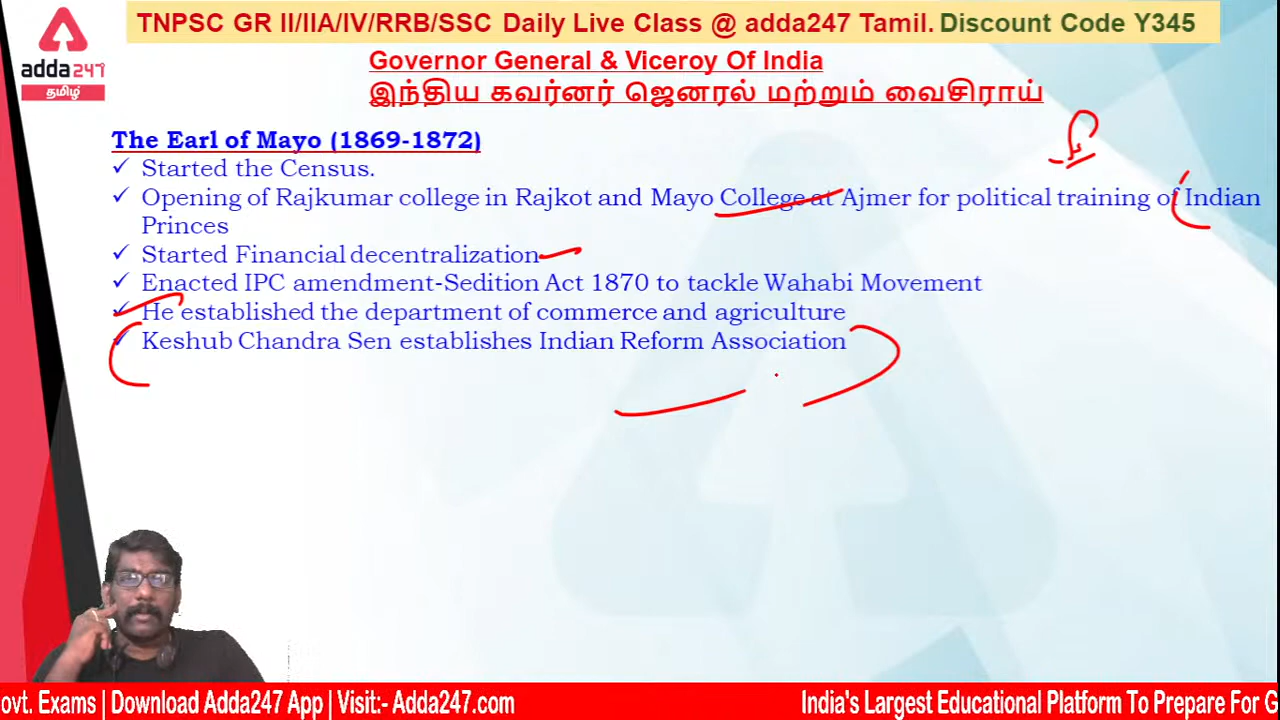 TNPSC GR II/IIA/IV/RRB/SSC Daily Live Class @ adda247 Tamil. Discount Code Y345
adda247
தமிழ்
Governor General & Viceroy Of India
இந்திய கவர்னர் ஜெனரல் மற்றும் வைசிராய்
The Earl of Mayo (1869-1872)
✓ Started the Census.
✓ Opening of Rajkumar college in Rajkot and Mayo College at Ajmer for political training of Indian
Princes
✓ Started Financial decentralization
✓ Enacted IPC amendment-Sedition Act 1870 to tackle Wahabi Movement
✓ He established the department of commerce and agriculture
✓ Keshub Chandra Sen establishes Indian Reform Association
ovt. Exams | Download Adda247 App | Visit:- Adda247.com
India's Largest Educational Platform To Prepare For G